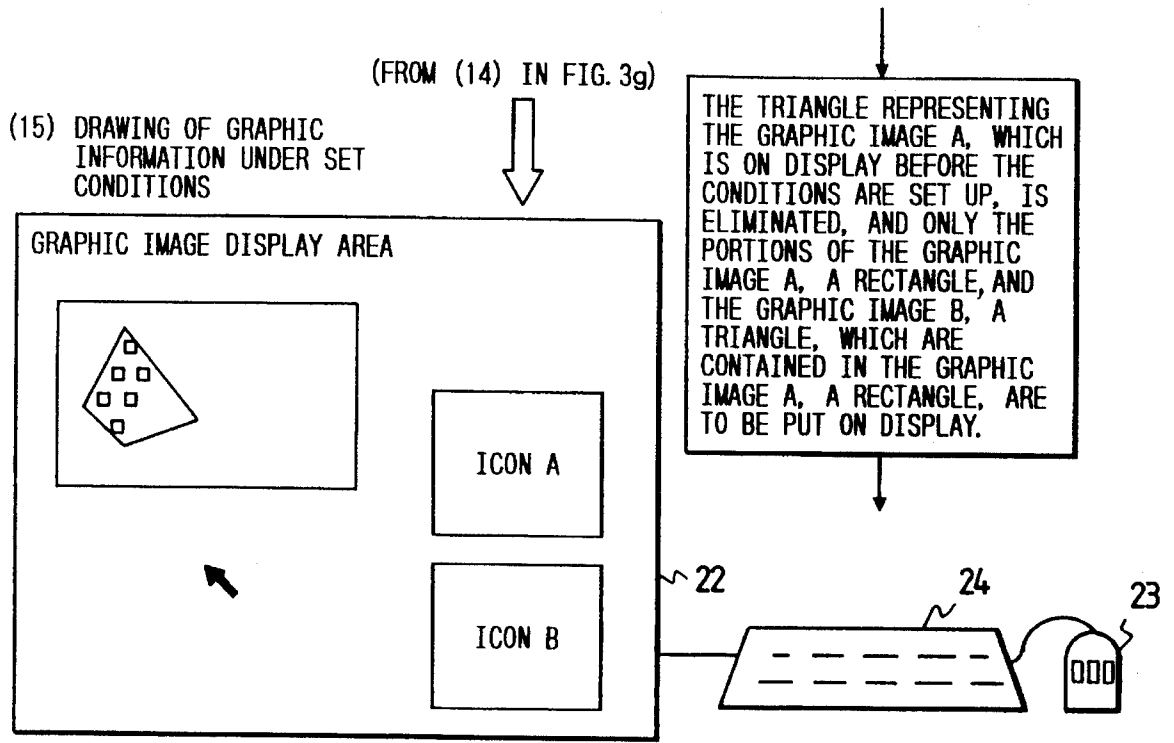 (FROM (14) IN FIG. 3g)
(15) DRAWING OF GRAPHIC
INFORMATION UNDER SET
CONDITIONS
GRAPHIC IMAGE DISPLAY AREA
ICON A
ICON B
THE TRIANGLE REPRESENTING
THE GRAPHIC IMAGE A, WHICH
IS ON DISPLAY BEFORE THE
CONDITIONS ARE SET UP, IS
ELIMINATED, AND ONLY THE
PORTIONS OF THE GRAPHIC
IMAGE A, A RECTANGLE, AND
THE GRAPHIC IMAGE B, A
TRIANGLE, WHICH ARE
CONTAINED IN THE GRAPHIC
IMAGE A, A RECTANGLE, ARE
TO BE PUT ON DISPLAY.
22
24
23